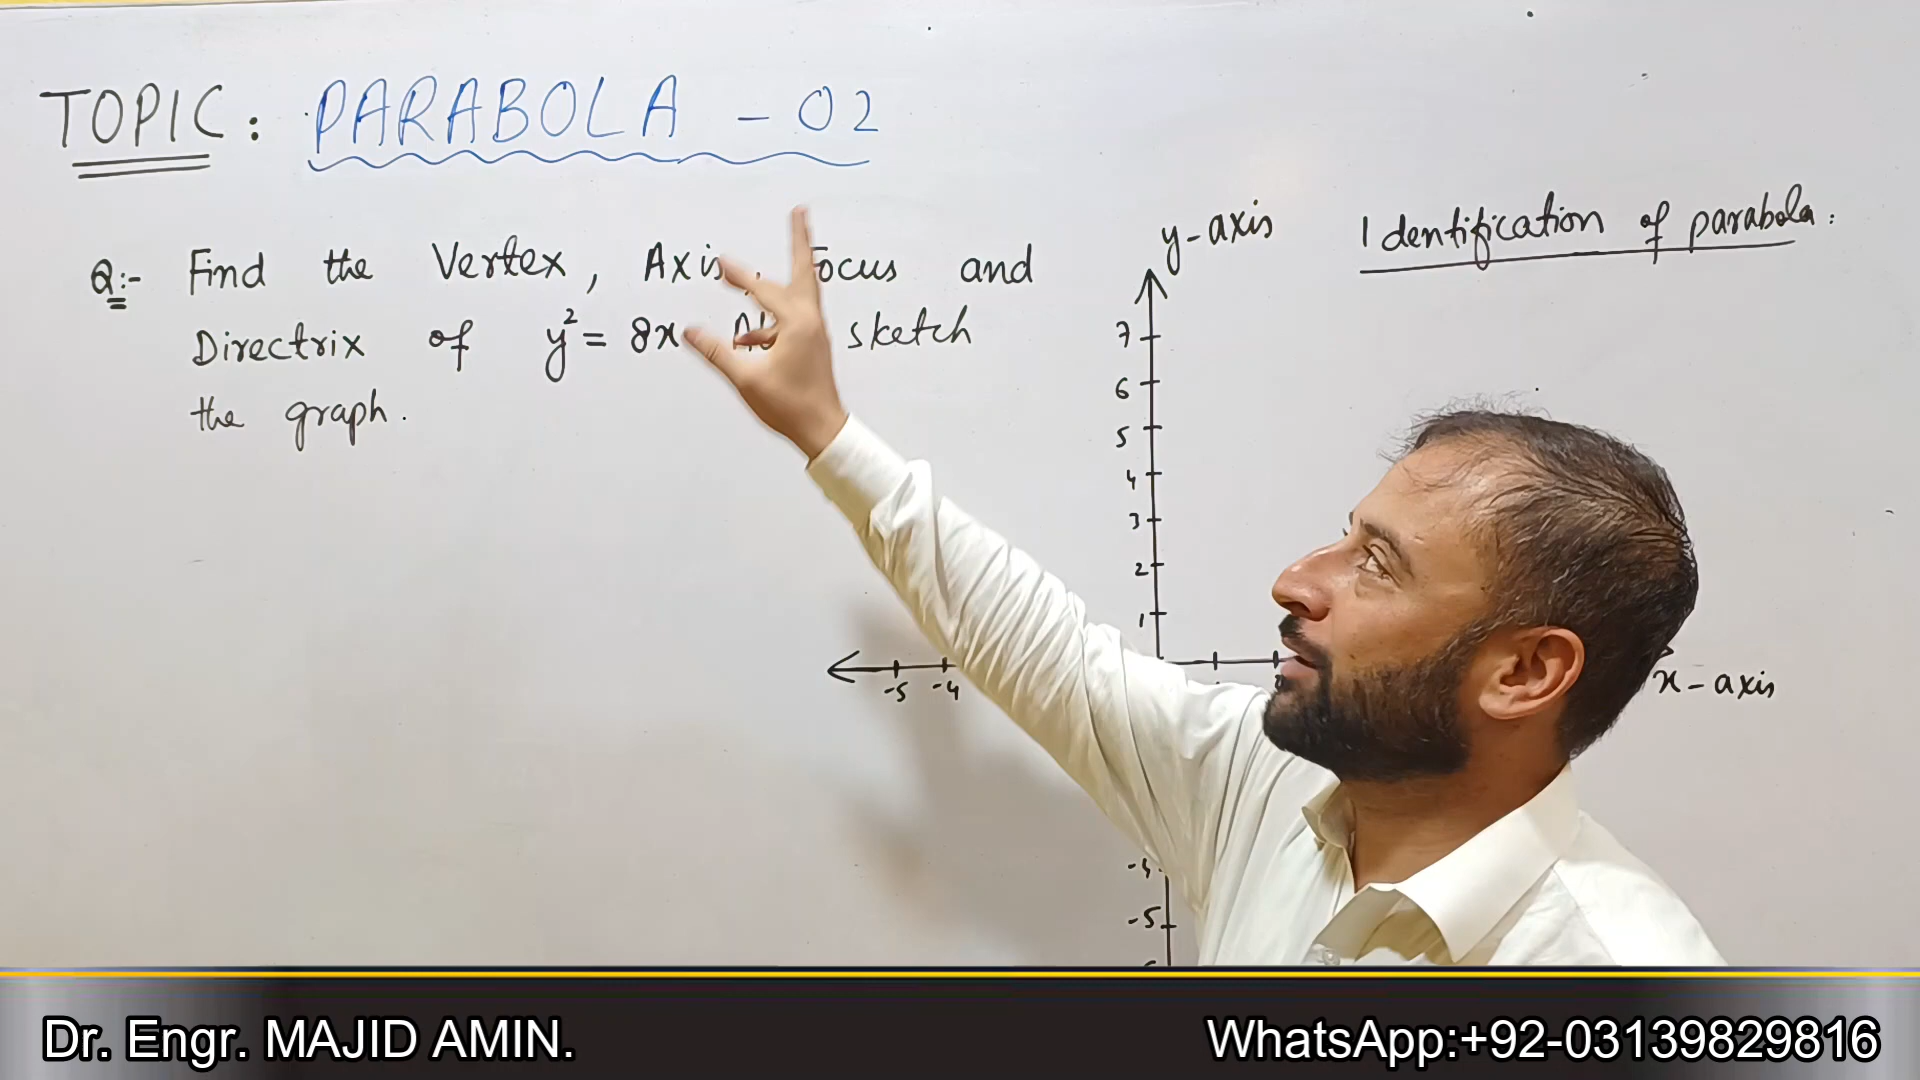 TOPIC: PARABOLA - 02
Q:- Find the Vertex, Axis, Focus and
Directrix of y² = 8x sketch
the graph.
y-axis
Identification of parabola:
7
6
5
4
3
2
1
-5 -4
x-axis
-4
-5
Dr. Engr. MAJID AMIN.
WhatsApp:+92-03139829816